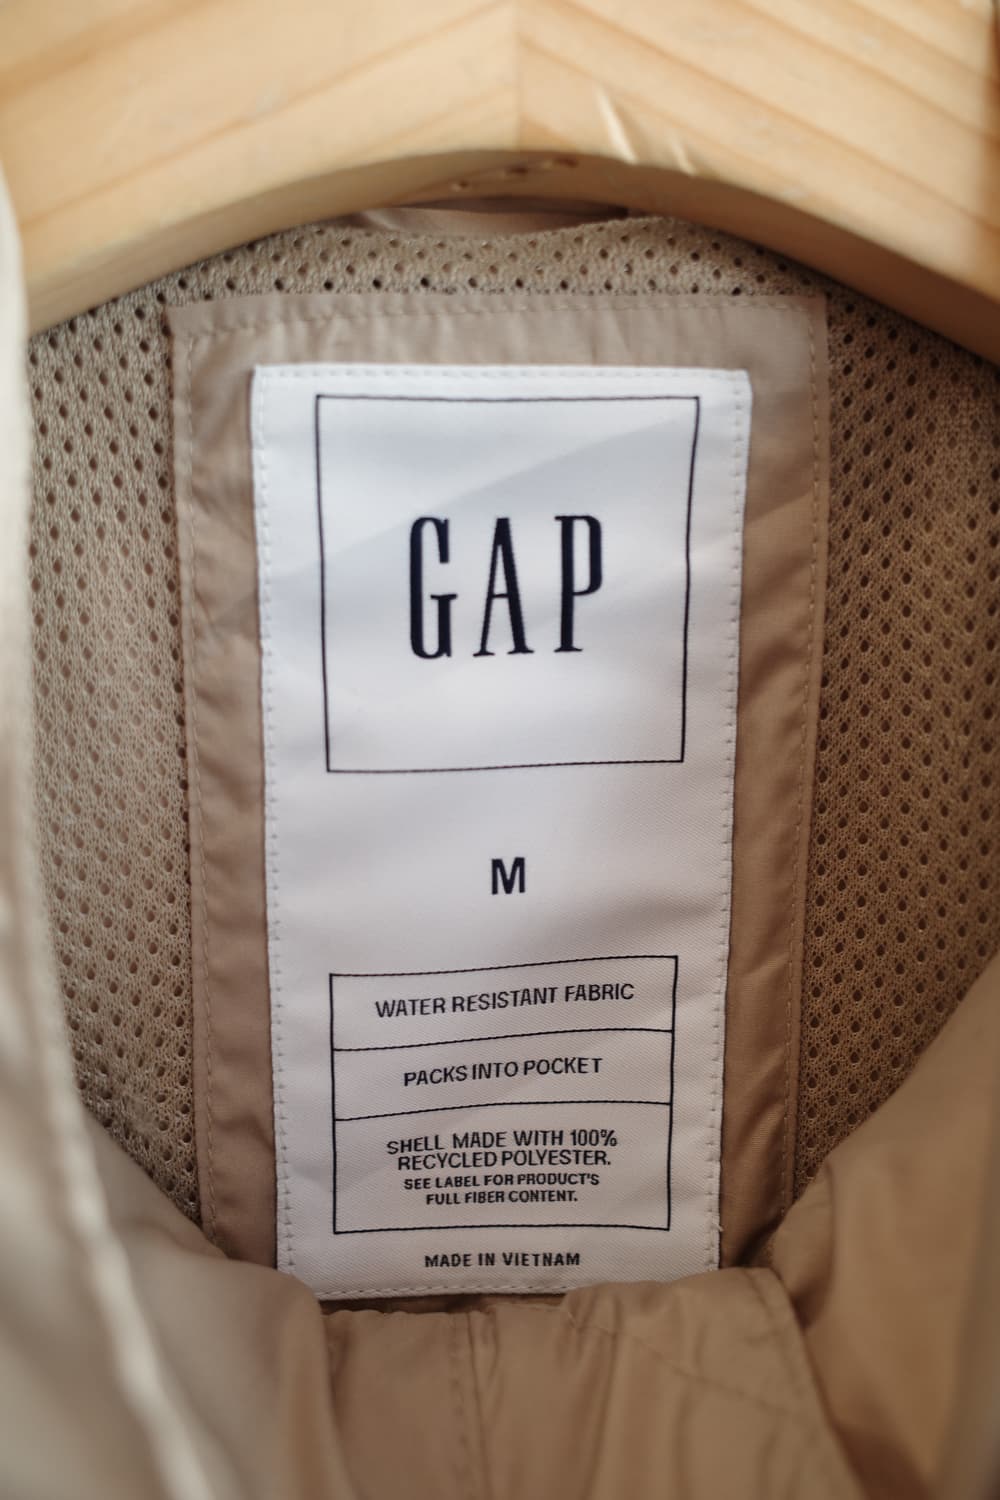 GAP
M
WATER RESISTANT FABRIC
PACKS INTO POCKET
SHELL MADE WITH 100%
RECYCLED POLYESTER.
SEE LABEL FOR PRODUCT'S
FULL FIBER CONTENT.
MADE IN VIETNAM